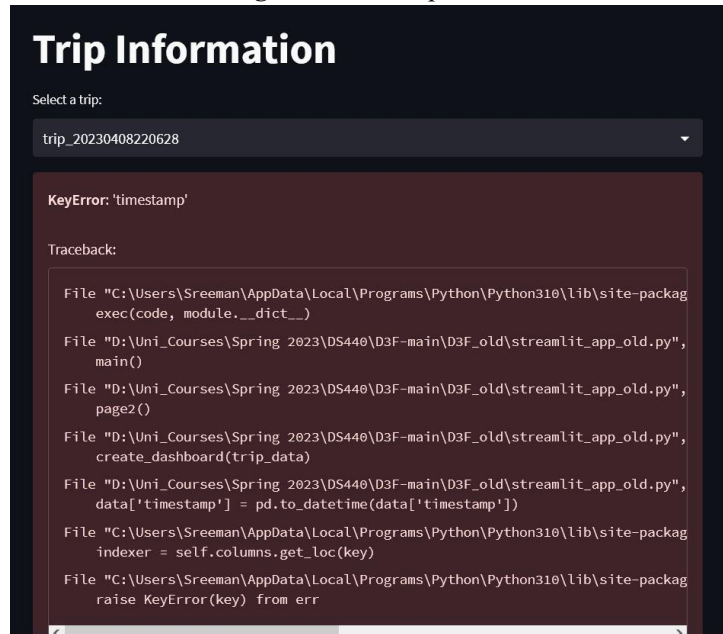 Trip Information
Select a trip:
trip_20230408220628
KeyError: 'timestamp'
Traceback:
File "C:\Users\Sreeman\AppData\Local\Programs\Python\Python310\lib\site-packag
exec(code, module.__dict__)
File "D:\Uni_Courses\Spring 2023\DS440\D3F-main\D3F_old\streamlit_app_old.py",
main()
File "D:\Uni_Courses\Spring 2023\DS440\D3F-main\D3F_old\streamlit_app_old.py",
page2()
File "D:\Uni_Courses\Spring 2023\DS440\D3F-main\D3F_old\streamlit_app_old.py",
create_dashboard(trip_data)
File "D:\Uni_Courses\Spring 2023\DS440\D3F-main\D3F_old\streamlit_app_old.py",
data['timestamp'] = pd.to_datetime(data['timestamp'])
File "C:\Users\Sreeman\AppData\Local\Programs\Python\Python310\lib\site-packag
indexer = self.columns.get_loc(key)
File "C:\Users\Sreeman\AppData\Local\Programs\Python\Python310\lib\site-packag
raise KeyError(key) from err